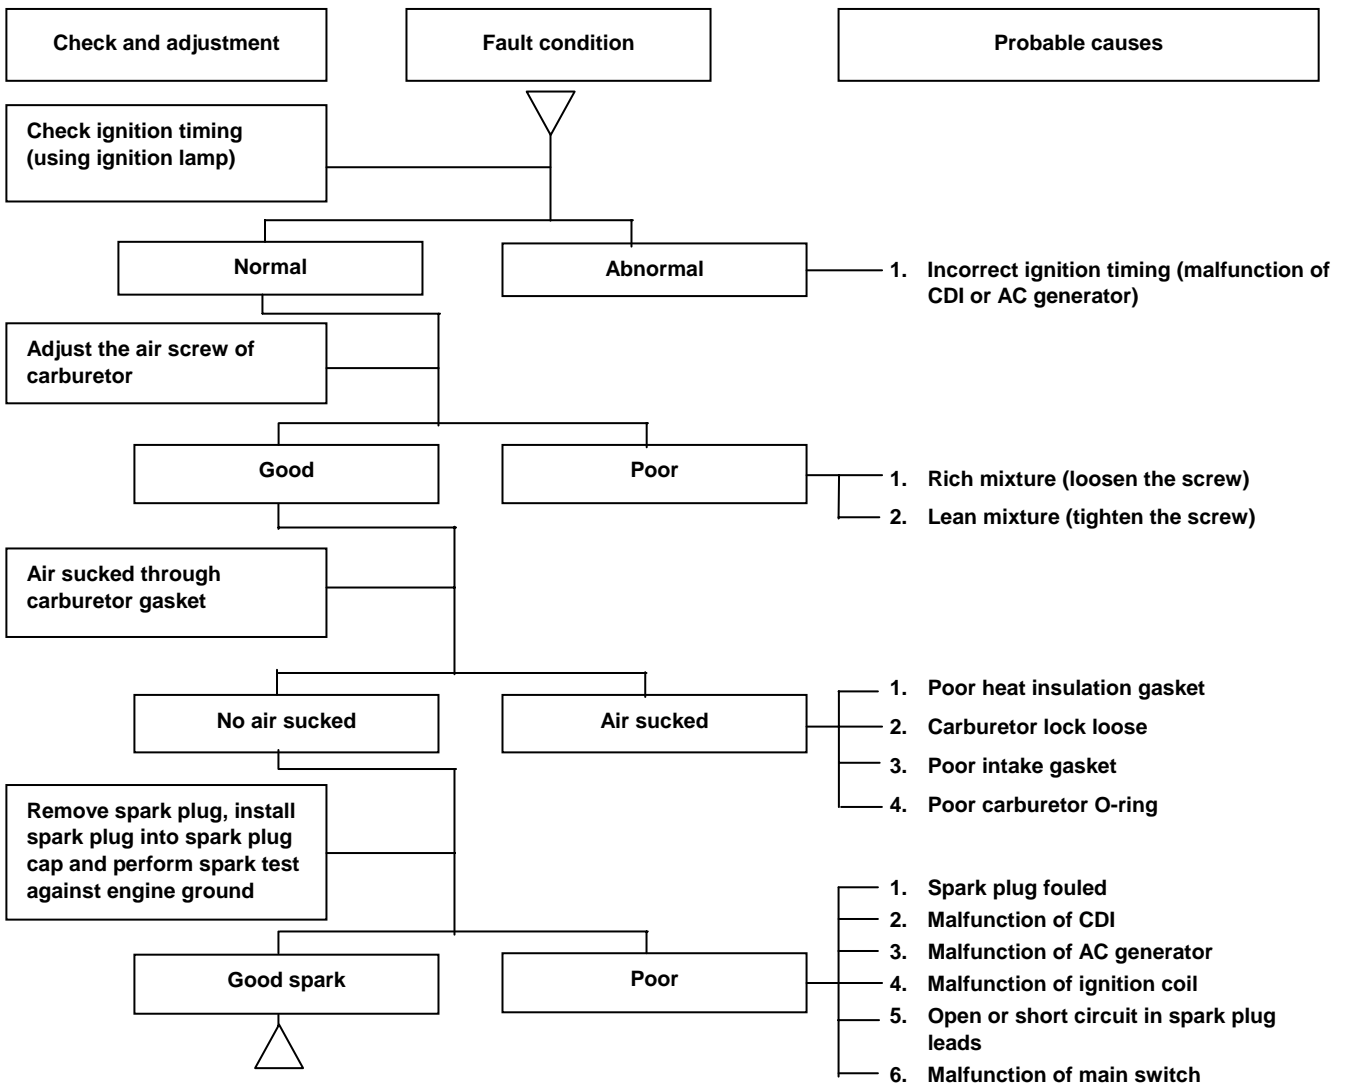 Check and adjustment
Fault condition
Probable causes
Check ignition timing
(using ignition lamp)
Normal
Abnormal
1. Incorrect ignition timing (malfunction of
CDI or AC generator)
Adjust the air screw of
carburetor
Good
Poor
1. Rich mixture (loosen the screw)
2. Lean mixture (tighten the screw)
Air sucked through
carburetor gasket
No air sucked
Air sucked
1. Poor heat insulation gasket
2. Carburetor lock loose
3. Poor intake gasket
4. Poor carburetor O-ring
Remove spark plug, install
spark plug into spark plug
cap and perform spark test
against engine ground
Good spark
Poor
1. Spark plug fouled
2. Malfunction of CDI
3. Malfunction of AC generator
4. Malfunction of ignition coil
5. Open or short circuit in spark plug
leads
6. Malfunction of main switch